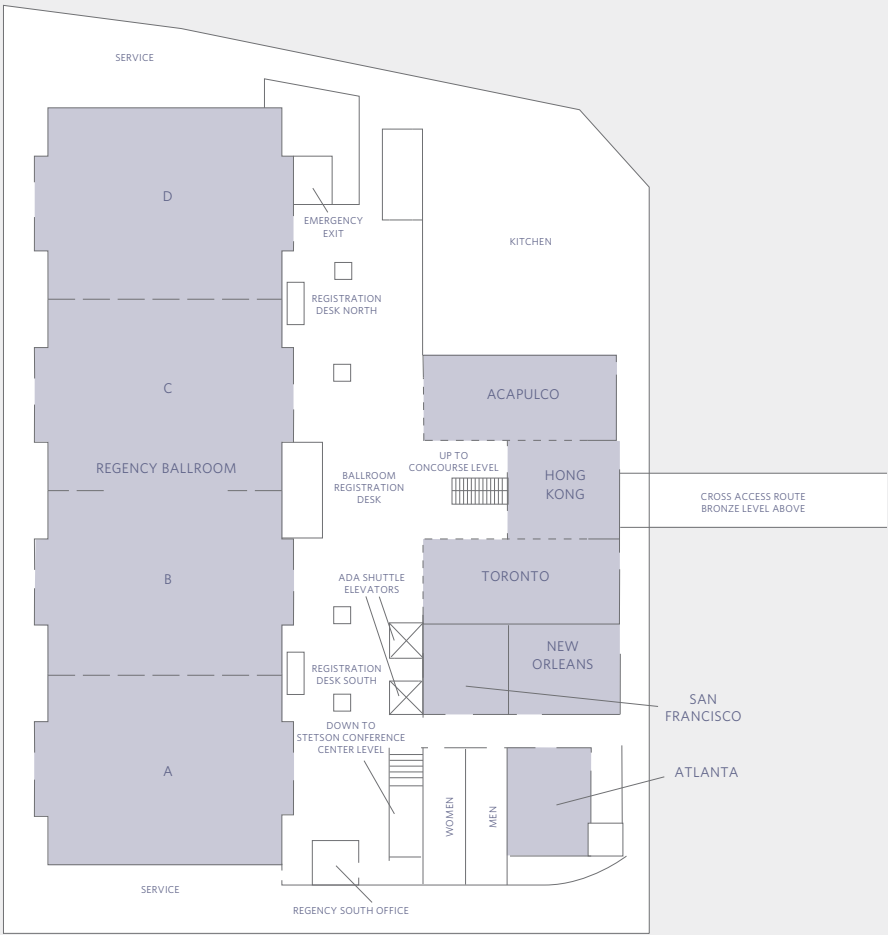 SERVICE
D
EMERGENCY
EXIT
KITCHEN
REGISTRATION
DESK NORTH
C
ACAPULCO
REGENCY BALLROOM
UP TO
CONCOURSE LEVEL
BALLROOM
REGISTRATION
DESK
HONG
KONG
CROSS ACCESS ROUTE
BRONZE LEVEL ABOVE
B
ADA SHUTTLE
ELEVATORS
TORONTO
NEW
ORLEANS
REGISTRATION
DESK SOUTH
SAN
FRANCISCO
DOWN TO
STETSON CONFERENCE
CENTER LEVEL
A
ATLANTA
WOMEN
MEN
SERVICE
REGENCY SOUTH OFFICE